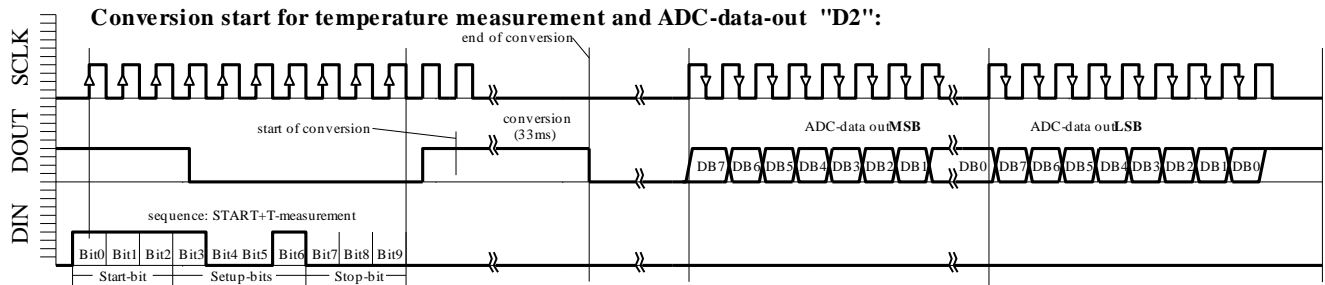 Conversion start for temperature measurement and ADC-data-out "D2":
end of conversion
SCLK
start of conversion
conversion
(33ms)
ADC-data out MSB
ADC-data out LSB
DOUT
DB7 DB6 DB5 DB4 DB3 DB2 DB1 DB0 DB7 DB6 DB5 DB4 DB3 DB2 DB1 DB0
sequence: START+T-measurement
DIN
Bit0 Bit1 Bit2 Bit3 Bit4 Bit5 Bit6 Bit7 Bit8 Bit9
Start-bit Setup-bits Stop-bit